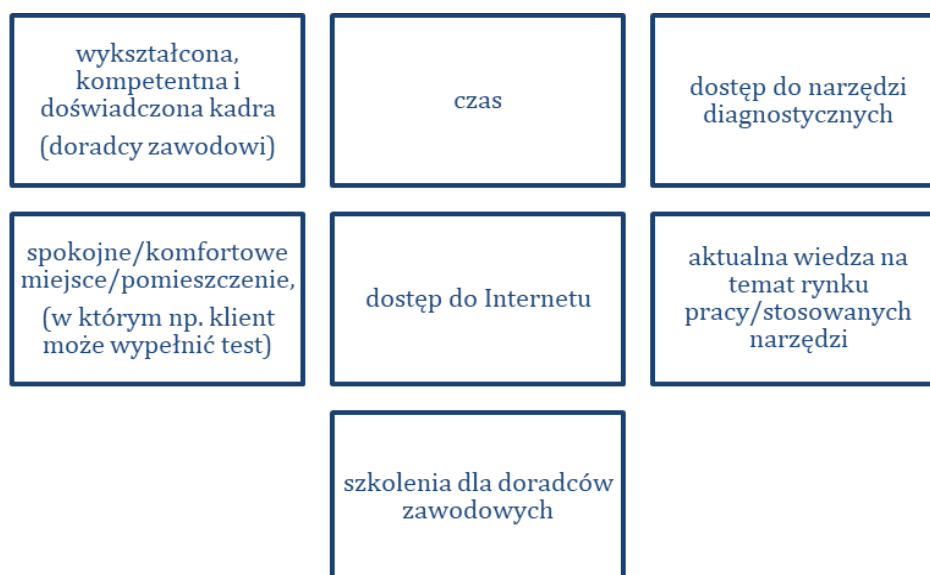 wykształcona,
kompetentna i
doświadczona kadra
(doradcy zawodowi)
czas
dostęp do narzędzi
diagnostycznych
spokojne/komfortowe
miejsce/pomieszczenie,
(w którym np. klient
może wypełnić test)
dostęp do Internetu
aktualna wiedza na
temat rynku
pracy/stosowanych
narzędzi
szkolenia dla doradców
zawodowych